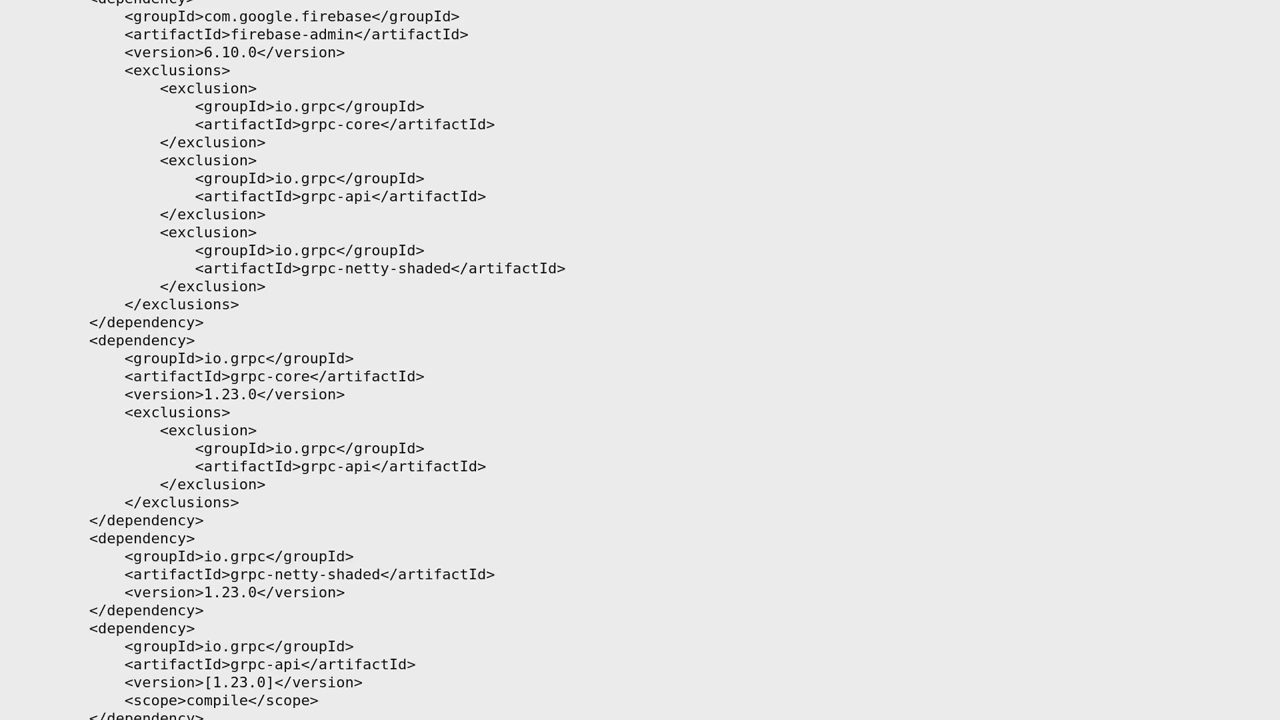 <dependency>
<groupId>com.google.firebase</groupId>
<artifactId>firebase-admin</artifactId>
<version>6.10.0</version>
<exclusions>
<exclusion>
<groupId>io.grpc</groupId>
<artifactId>grpc-core</artifactId>
</exclusion>
<exclusion>
<groupId>io.grpc</groupId>
<artifactId>grpc-api</artifactId>
</exclusion>
<exclusion>
<groupId>io.grpc</groupId>
<artifactId>grpc-netty-shaded</artifactId>
</exclusion>
</exclusions>
</dependency>
<dependency>
<groupId>io.grpc</groupId>
<artifactId>grpc-core</artifactId>
<version>1.23.0</version>
<exclusions>
<exclusion>
<groupId>io.grpc</groupId>
<artifactId>grpc-api</artifactId>
</exclusion>
</exclusions>
</dependency>
<dependency>
<groupId>io.grpc</groupId>
<artifactId>grpc-netty-shaded</artifactId>
<version>1.23.0</version>
</dependency>
<dependency>
<groupId>io.grpc</groupId>
<artifactId>grpc-api</artifactId>
<version>[1.23.0]</version>
<scope>compile</scope>
</dependency>